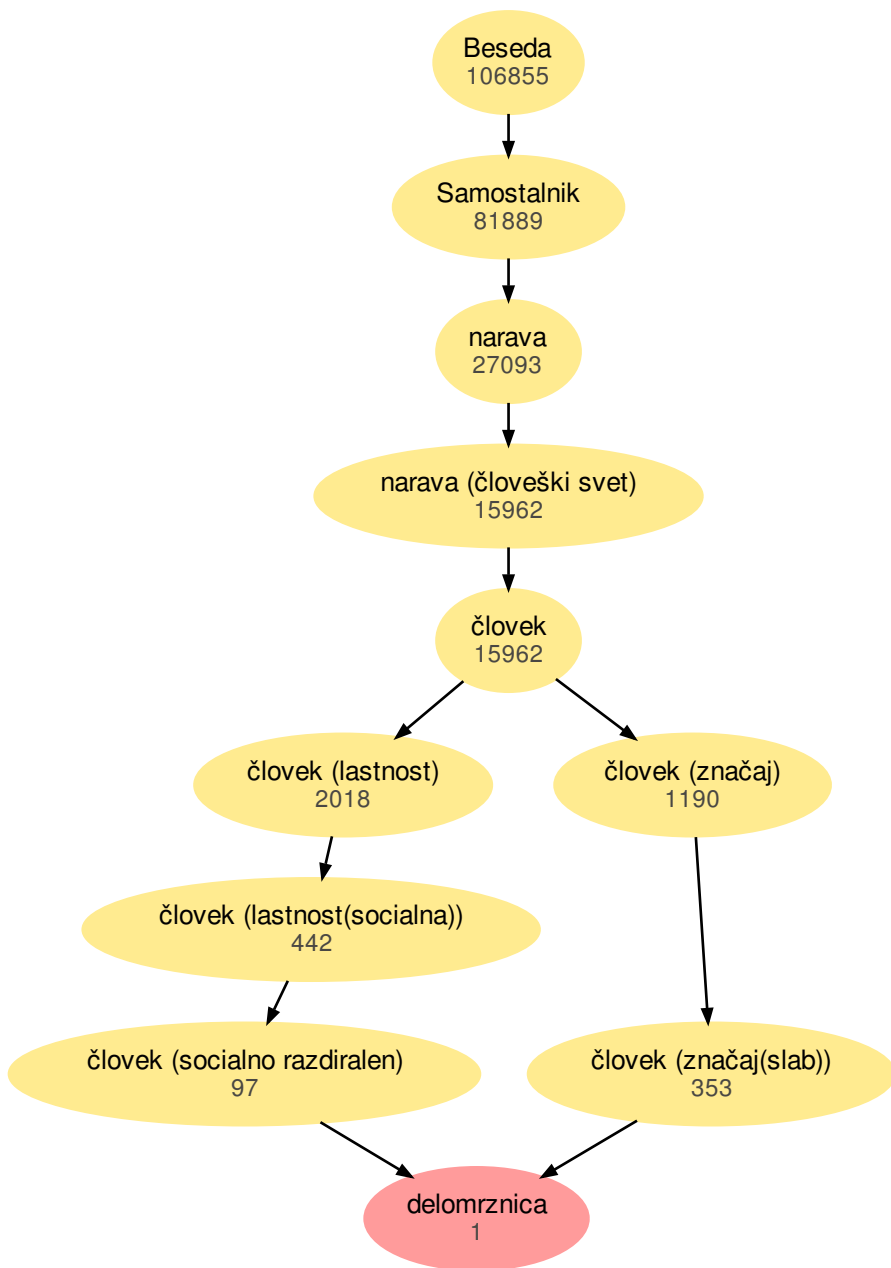 Beseda
106855
Samostalnik
81889
narava
27093
narava (človeški svet)
15962
človek
15962
človek (lastnost)
2018
človek (značaj)
1190
človek (lastnost(socialna))
442
človek (socialno razdiralen)
97
človek (značaj(slab))
353
delomrznica
1